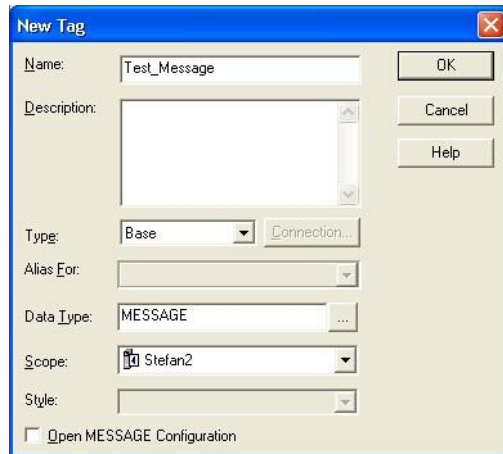 New Tag
Name: Test_Message OK
Description: Cancel
Help
Type: Base Connection...
Alias For:
Data Type: MESSAGE ...
Scope: Stefan2
Style:
Open MESSAGE Configuration